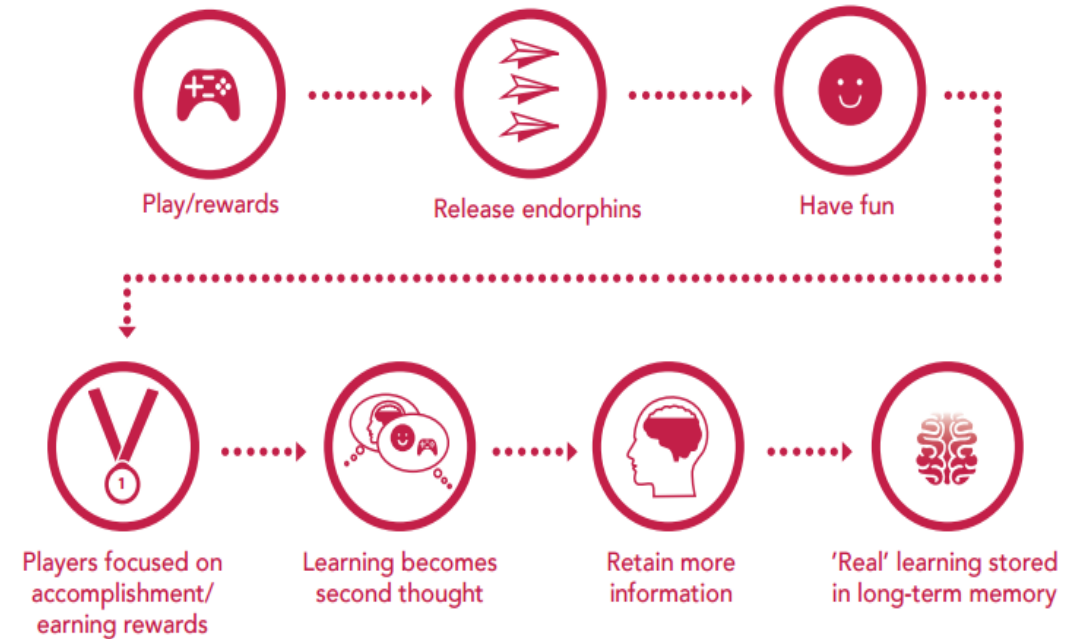 Play/rewards
Release endorphins
Have fun
1
Players focused on
accomplishment/
earning rewards
Learning becomes
second thought
Retain more
information
‘Real’ learning stored
in long-term memory